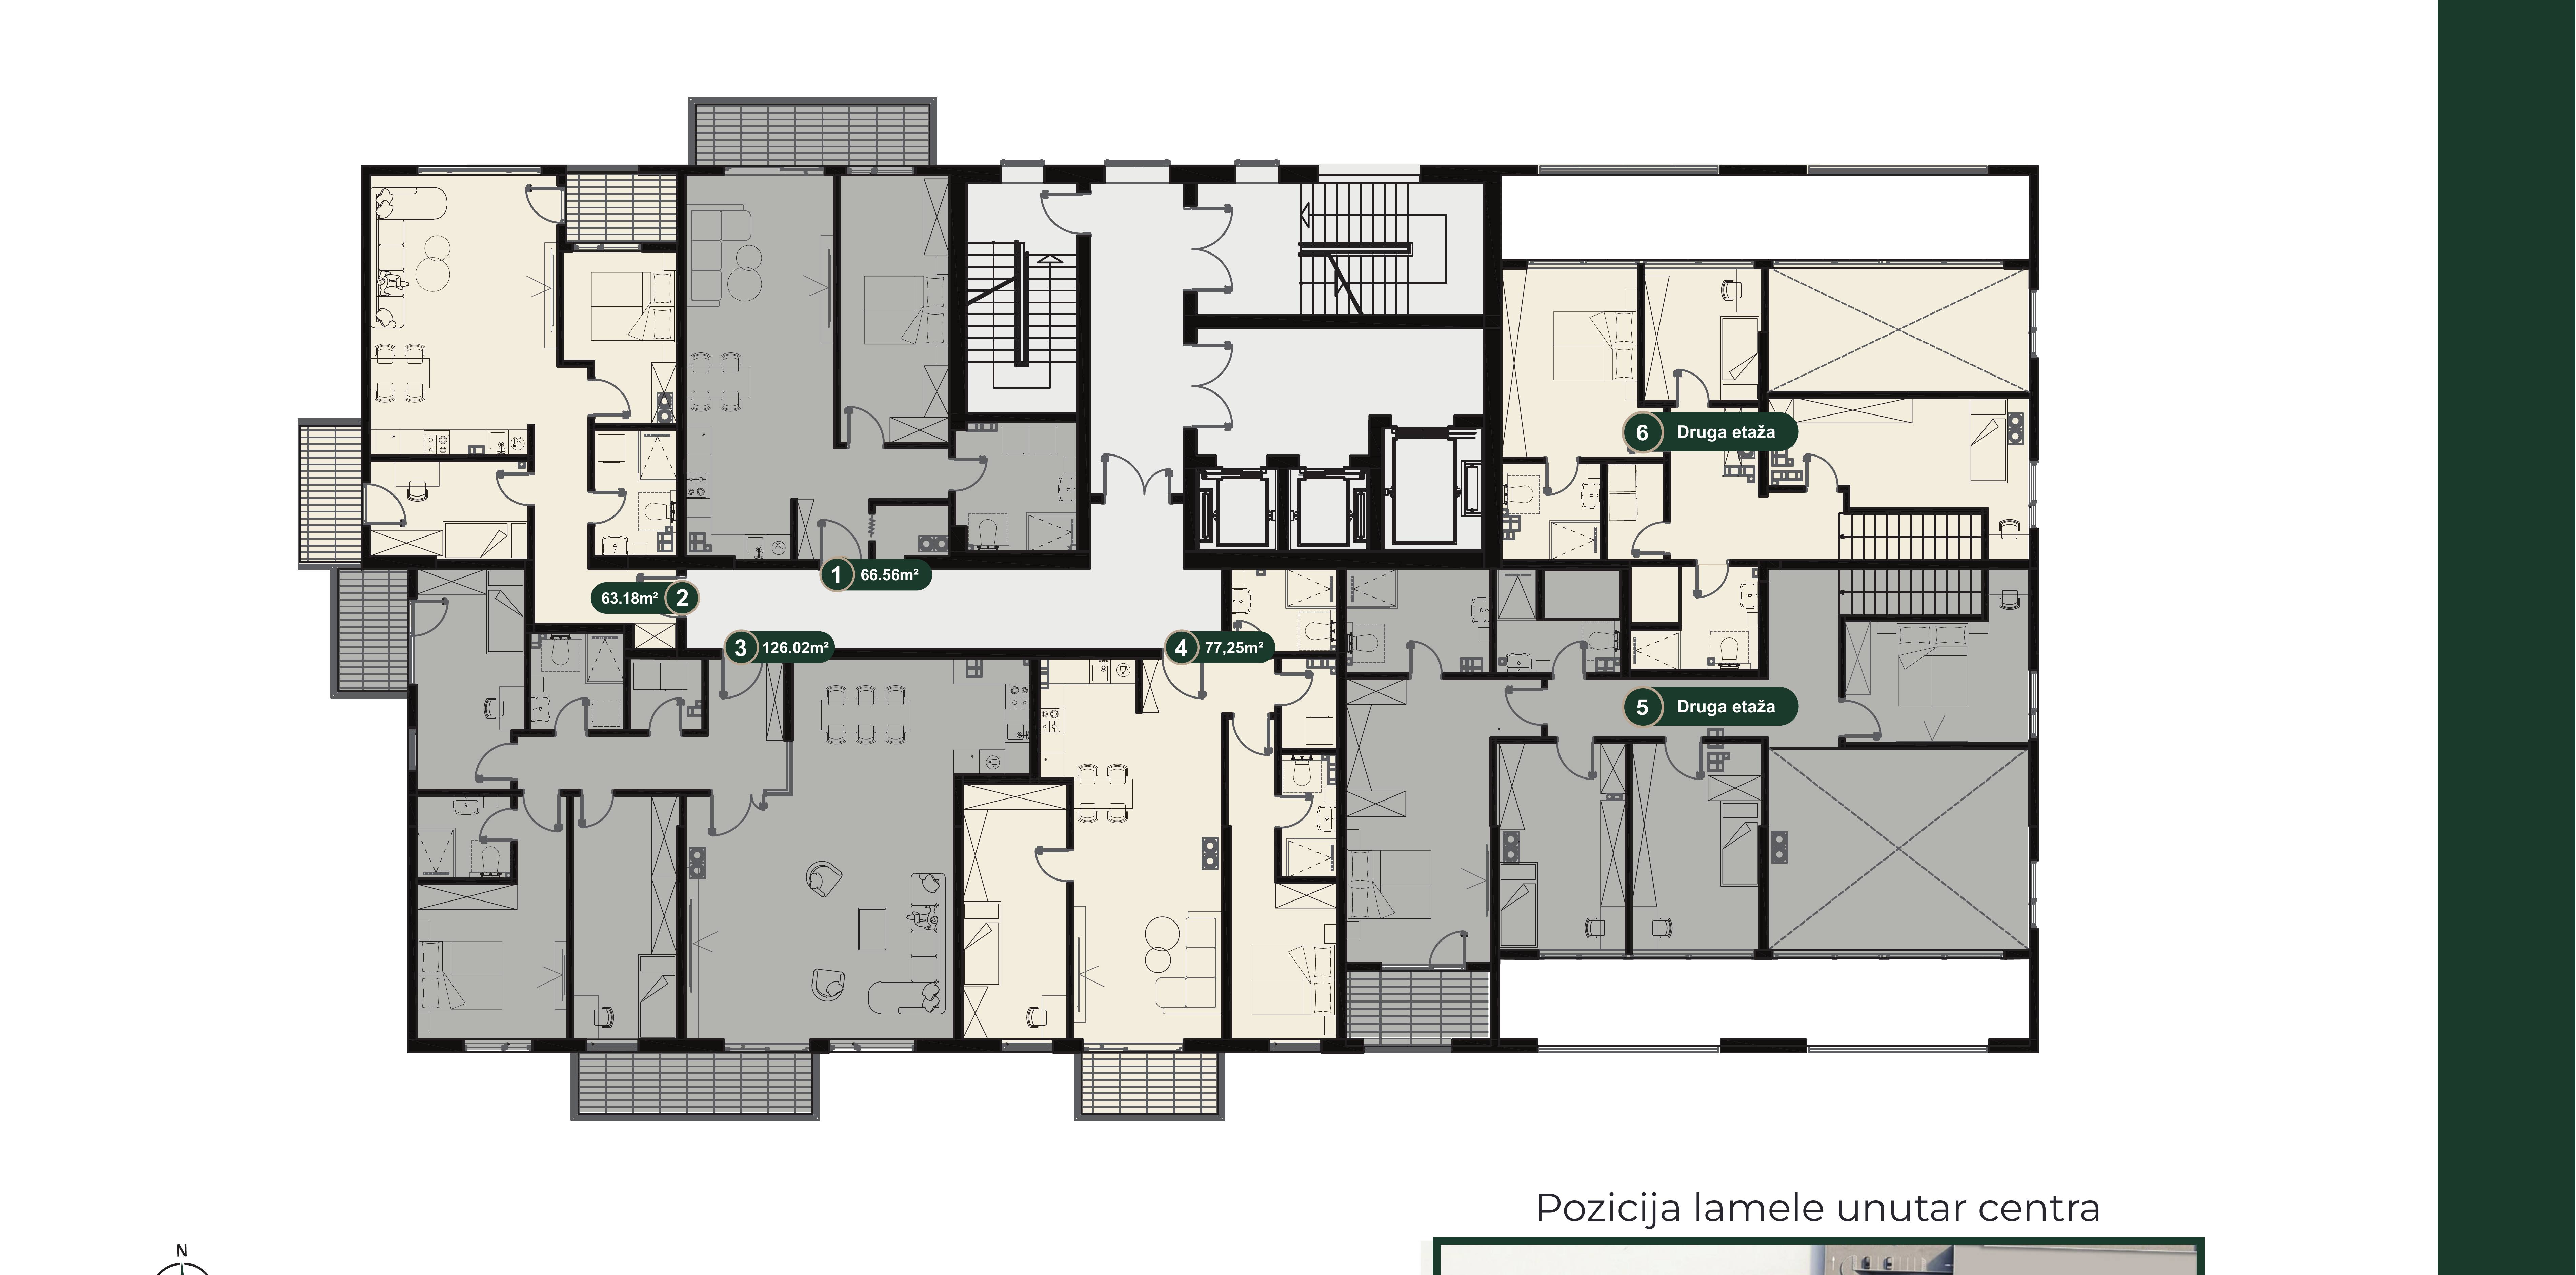 6 Druga etaža
1 66.56m²
63.18m² 2
3 126.02m²
4 77,25m²
5 Druga etaža
Pozicija lamele unutar centra
N